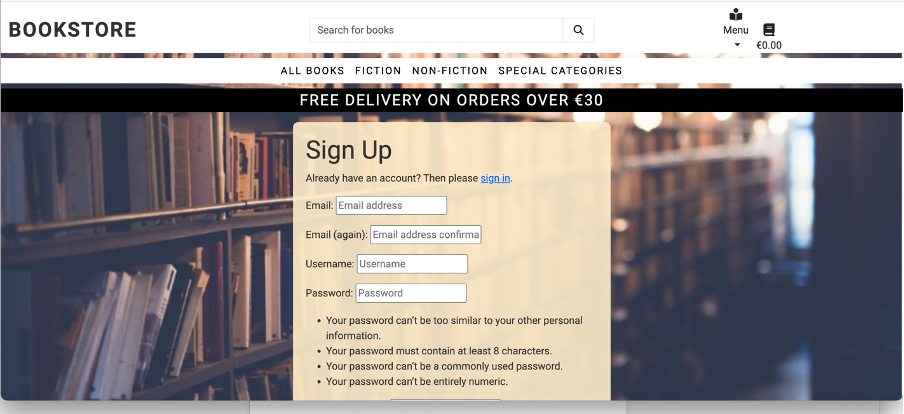 BOOKSTORE
Search for books
Menu
€0.00
ALL BOOKS FICTION NON-FICTION SPECIAL CATEGORIES
FREE DELIVERY ON ORDERS OVER €30
Sign Up
Already have an account? Then please sign in.
Email: Email address
Email (again): Email address confirma
Username: Username
Password: Password
• Your password can't be too similar to your other personal
information.
• Your password must contain at least 8 characters.
• Your password can't be a commonly used password.
• Your password can't be entirely numeric.